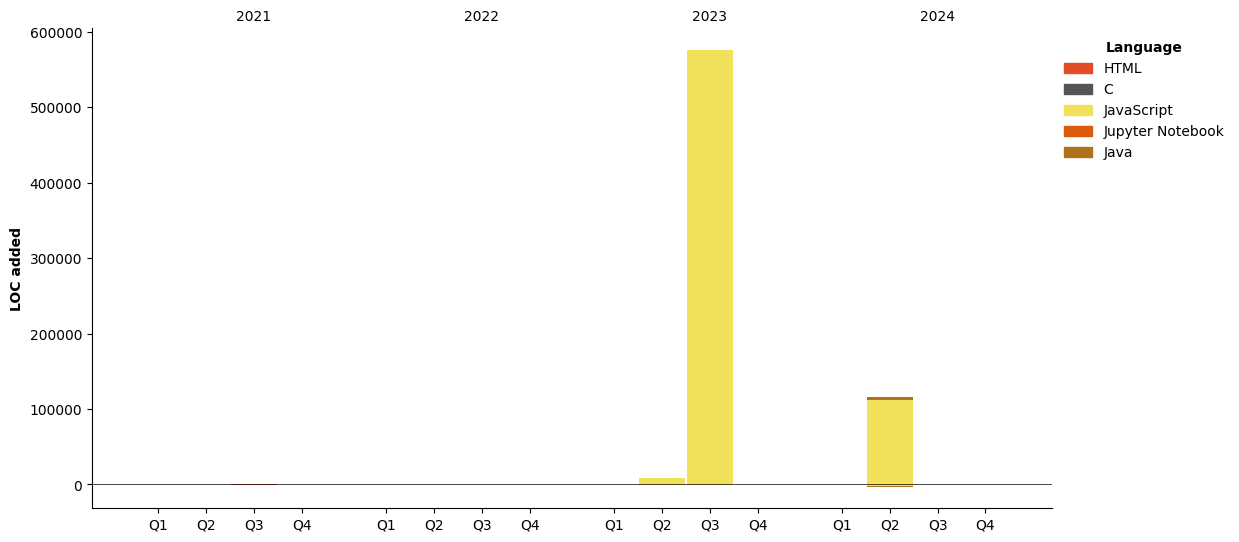 2021 2022 2023 2024
600000
500000
400000
300000
200000
100000
0
LOC added
Q1 Q2 Q3 Q4 Q1 Q2 Q3 Q4 Q1 Q2 Q3 Q4 Q1 Q2 Q3 Q4
Language
HTML
C
JavaScript
Jupyter Notebook
Java